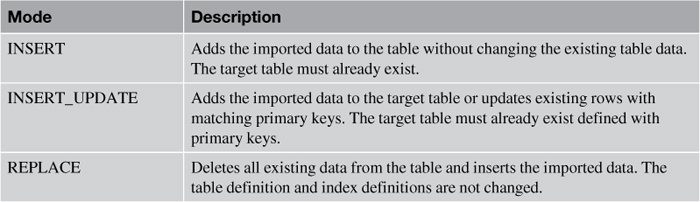 Mode Description
INSERT Adds the imported data to the table without changing the existing table data.
The target table must already exist.
INSERT_UPDATE Adds the imported data to the target table or updates existing rows with
matching primary keys. The target table must already exist defined with
primary keys.
REPLACE Deletes all existing data from the table and inserts the imported data. The
table definition and index definitions are not changed.